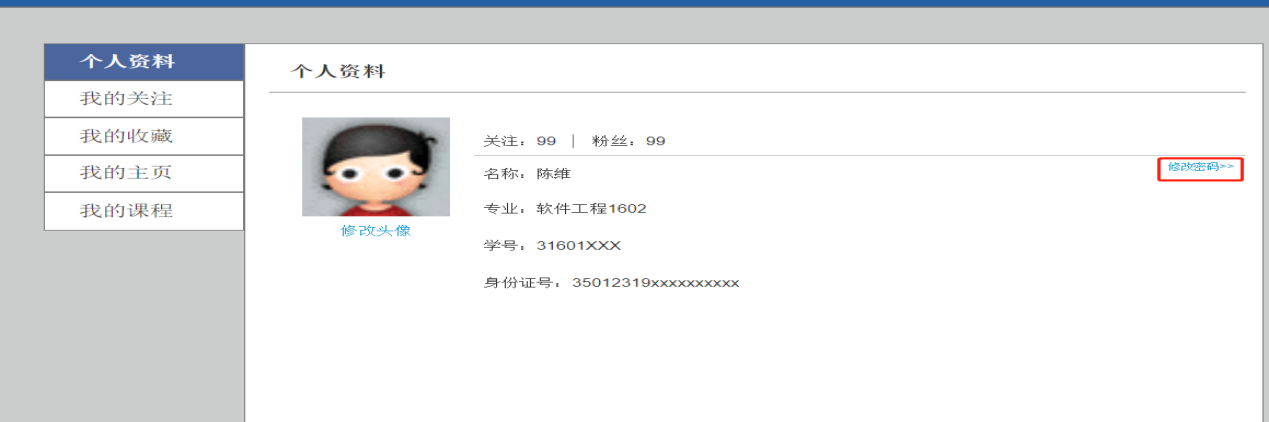 个人资料
我的关注
我的收藏
我的主页
我的课程
个人资料
关注：99 | 粉丝：99
名称：陈维
修改密码>>
专业：软件工程1602
学号：31601XXX
身份证号：35012319xxxxxxxxxx
修改头像